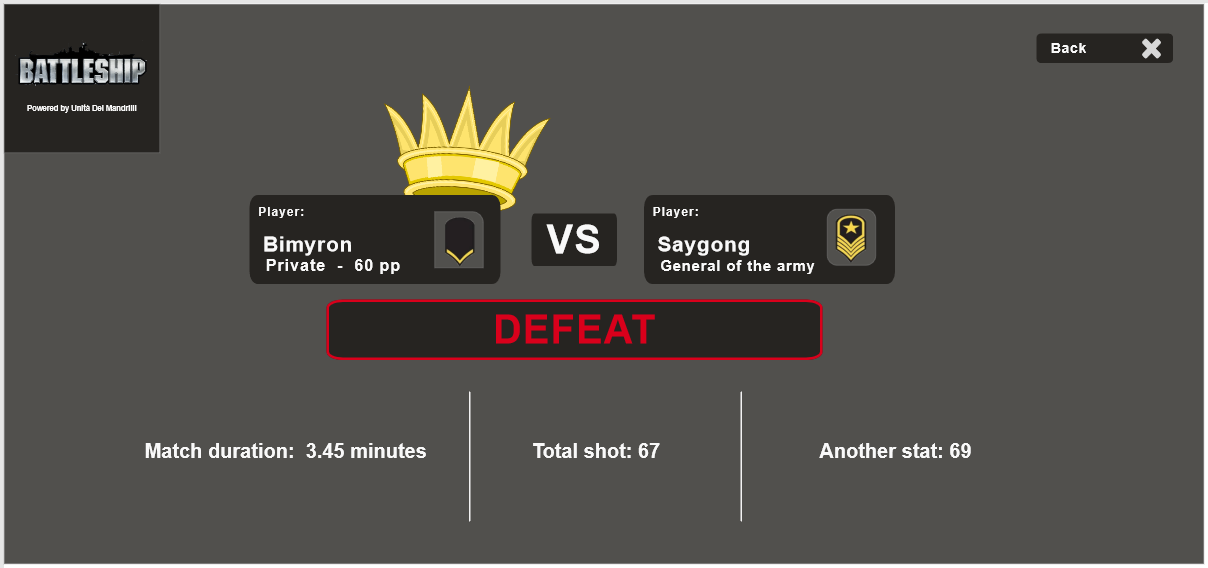 BATTLESHIP
Powered by Unità Dei Mandrilli
Back
Player:
Bimyron
Private - 60 pp
VS
Player:
Saygong
General of the army
DEFEAT
Match duration: 3.45 minutes
Total shot: 67
Another stat: 69